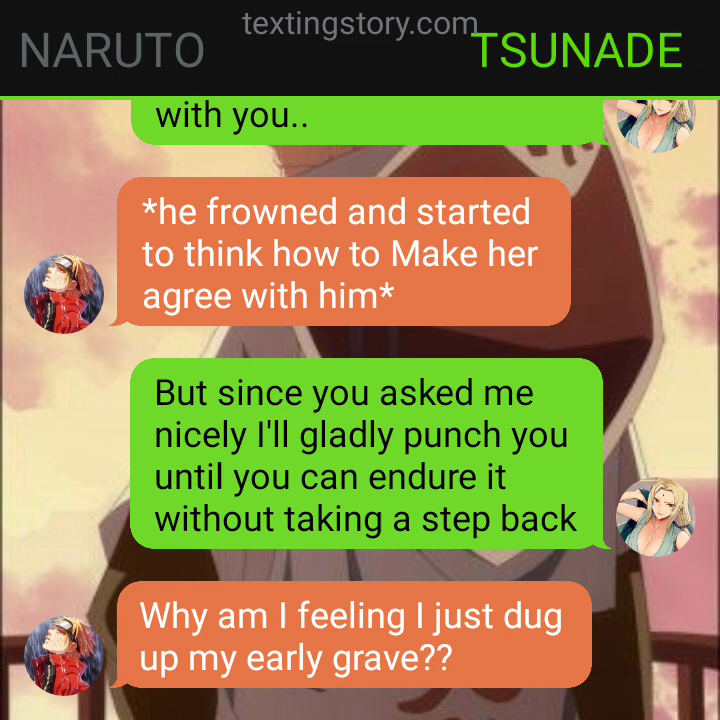 textingstory.com
NARUTO
TSUNADE
with you..
*he frowned and started
to think how to Make her
agree with him*
But since you asked me
nicely I'll gladly punch you
until you can endure it
without taking a step back
Why am I feeling I just dug
up my early grave??